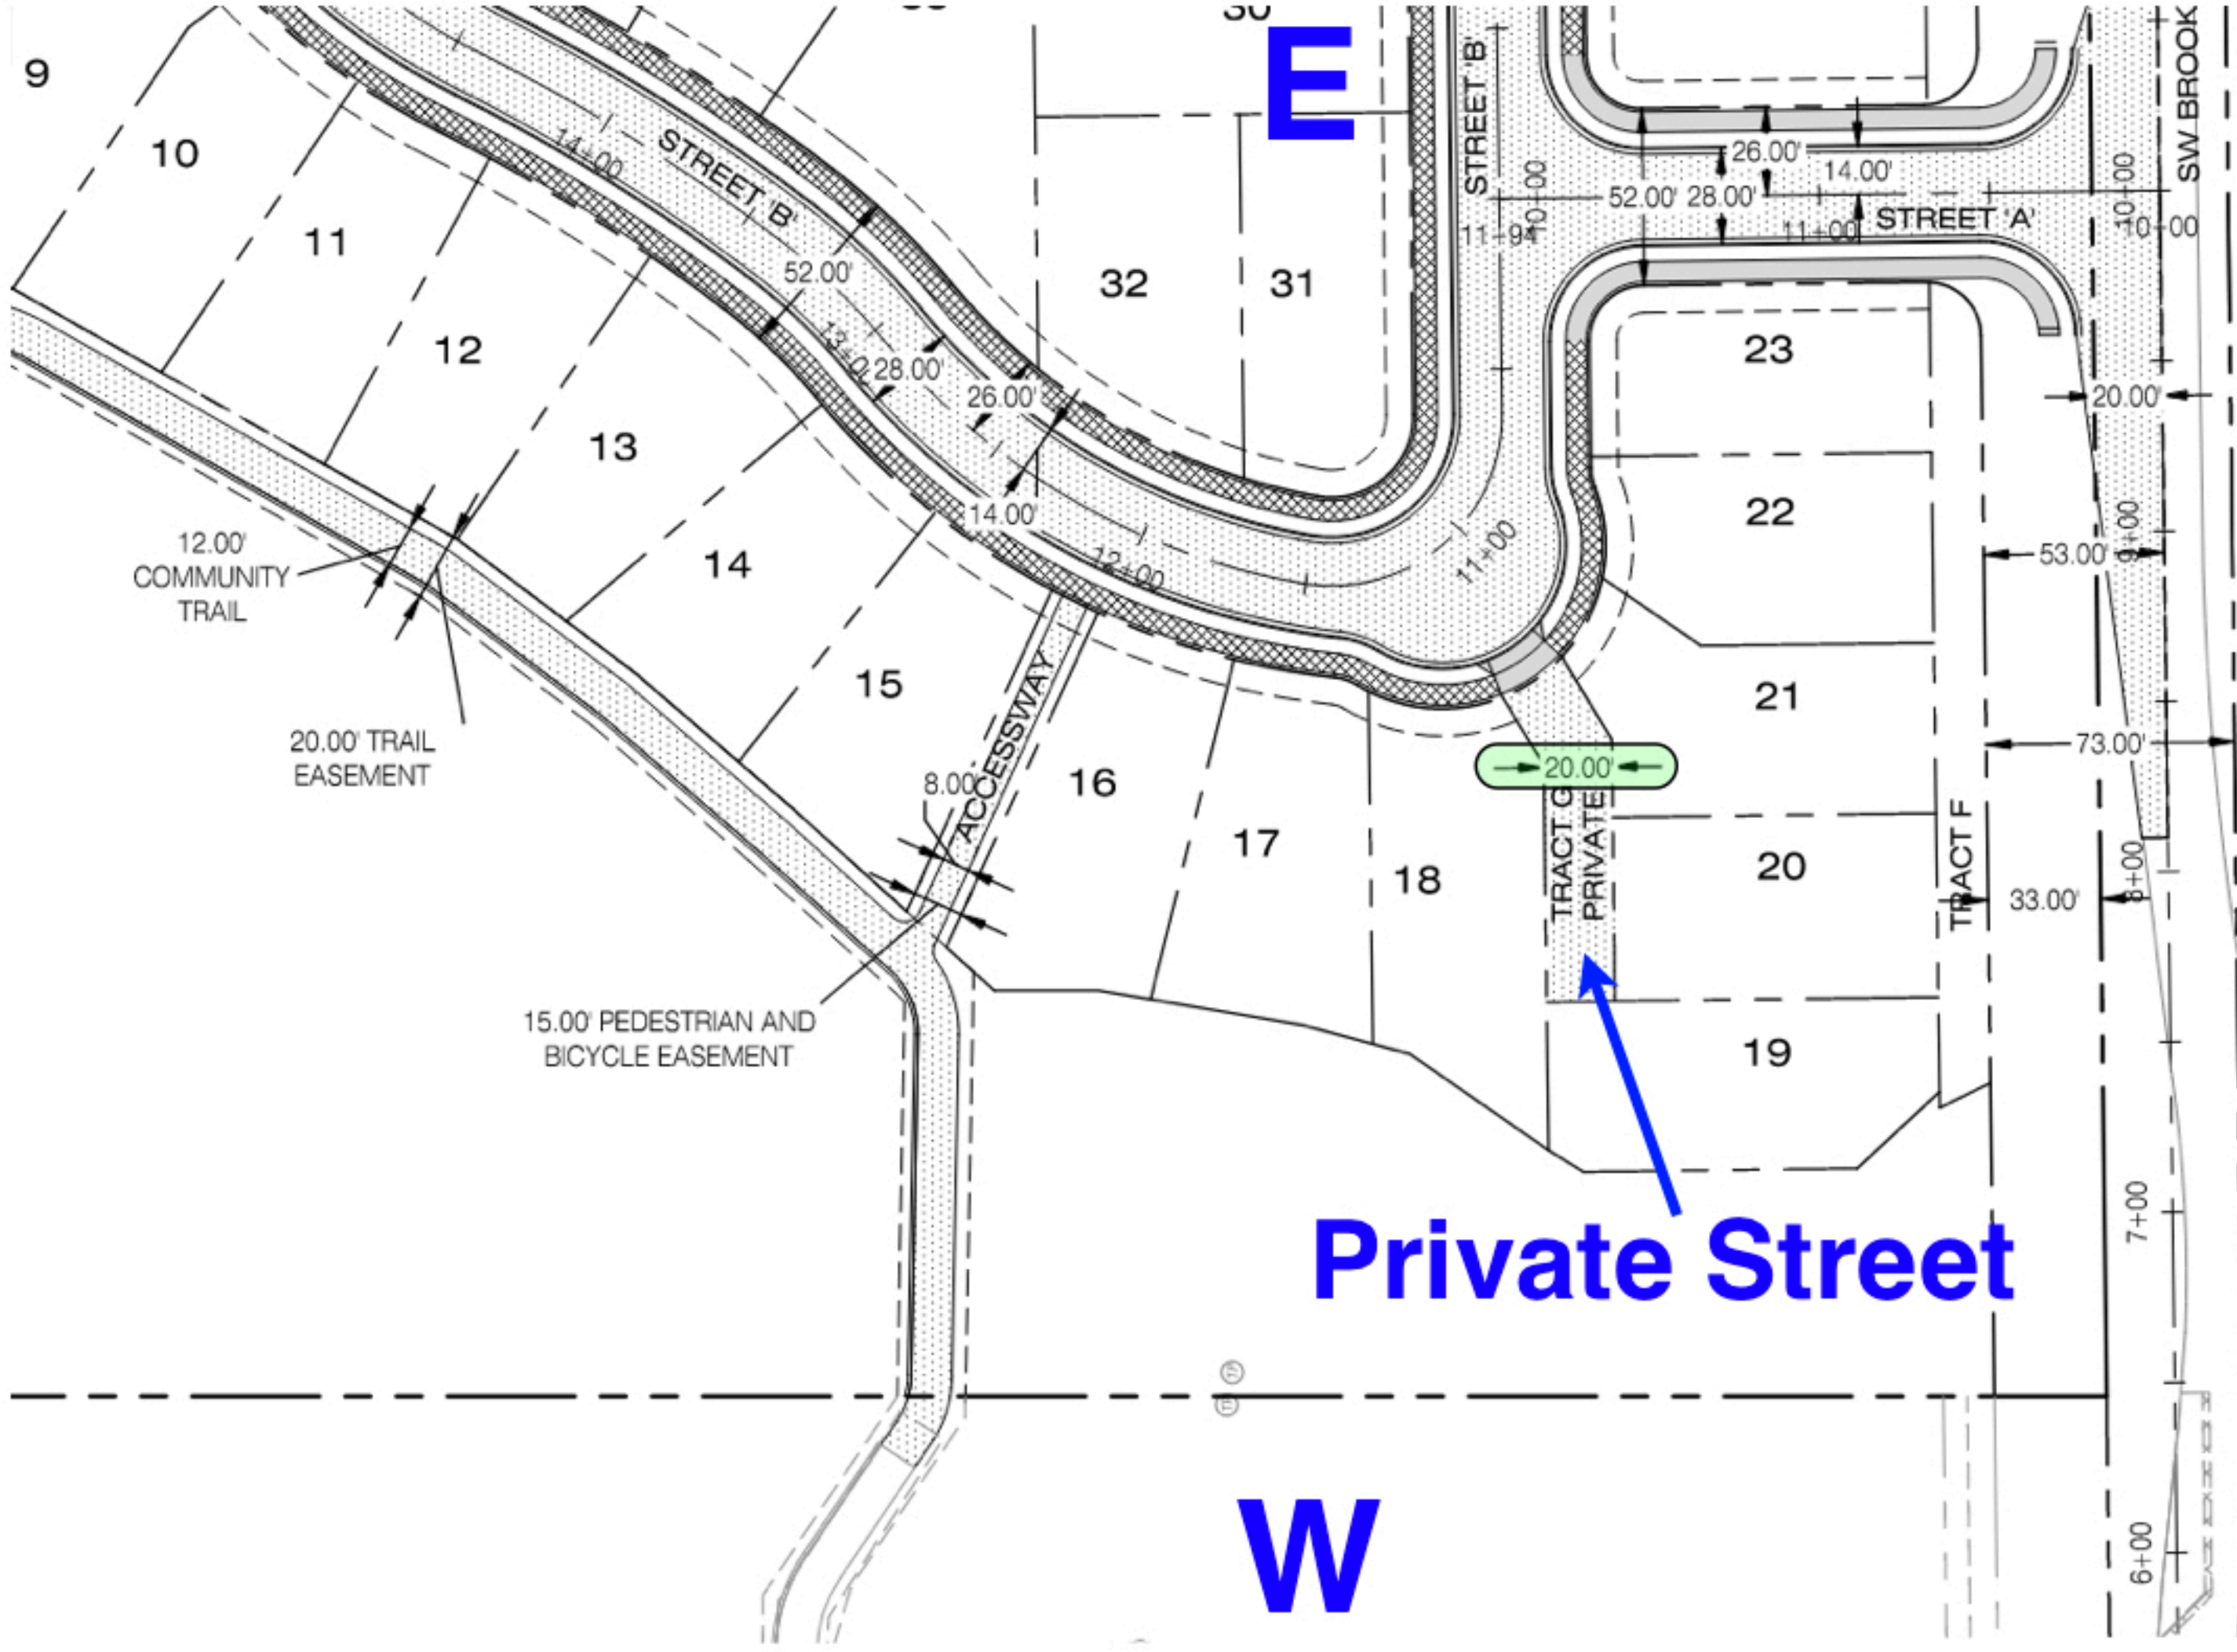 30
E
9
10
11
12
13
14
15
16
17
18
19
20
21
22
23
31
32
STREET 'B'
14+00
52.00'
28.00'
26.00'
14.00'
12+00
11+00
STREET 'B'
10+00
52.00'
28.00'
26.00'
14.00'
STREET 'A'
11+00
SW BROOK
10+00
10+00
20.00'
9+00
53.00'
73.00'
12.00'
COMMUNITY
TRAIL
20.00' TRAIL
EASEMENT
8.00'
ACCESSWAY
15.00' PEDESTRIAN AND
BICYCLE EASEMENT
20.00'
TRACT G
PRIVATE
TRACT F
33.00'
8+00
7+00
6+00
Private Street
W